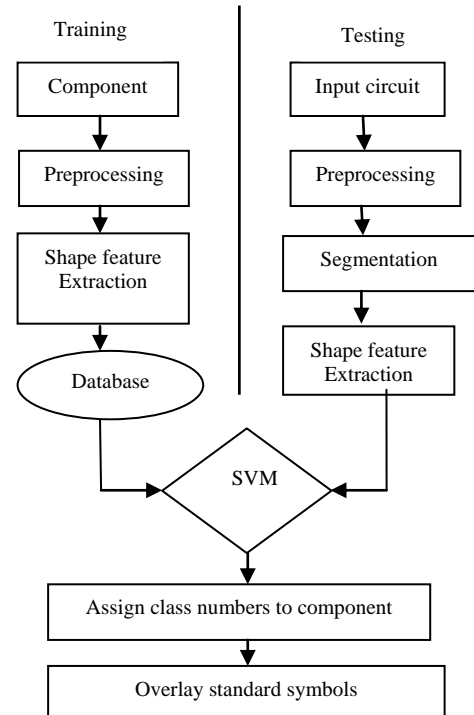 Training
Component
Preprocessing
Shape feature
Extraction
Database
Testing
Input circuit
Preprocessing
Segmentation
Shape feature
Extraction
SVM
Assign class numbers to component
Overlay standard symbols